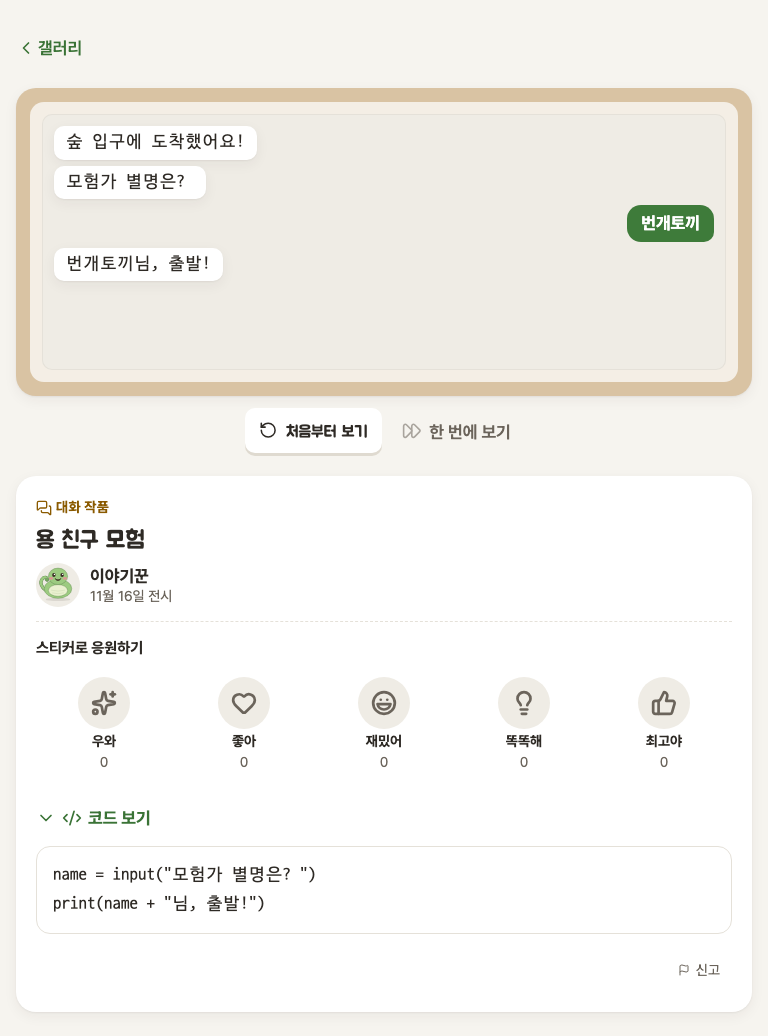 갤러리
숲 입구에 도착했어요!
모험가 별명은?
번개토끼
번개토끼님, 출발!
처음부터 보기
한 번에 보기
대화 작품
용 친구 모험
이야기꾼
11월 16일 전시
스티커로 응원하기
우와 좋아 재밌어 똑똑해 최고야
0 0 0 0 0
</> 코드 보기
name = input("모험가 별명은? ")
print(name + "님, 출발!")
신고